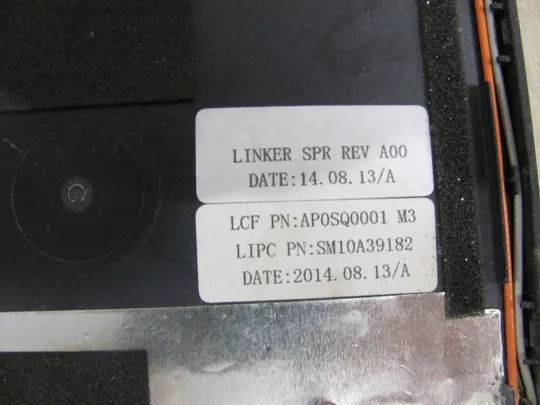 LINKER SPR REV A00
DATE:14.08.13/A
LCF PN:AP0SQ0001 M3
LIPC PN:SM10A39182
DATE:2014.08.13/A